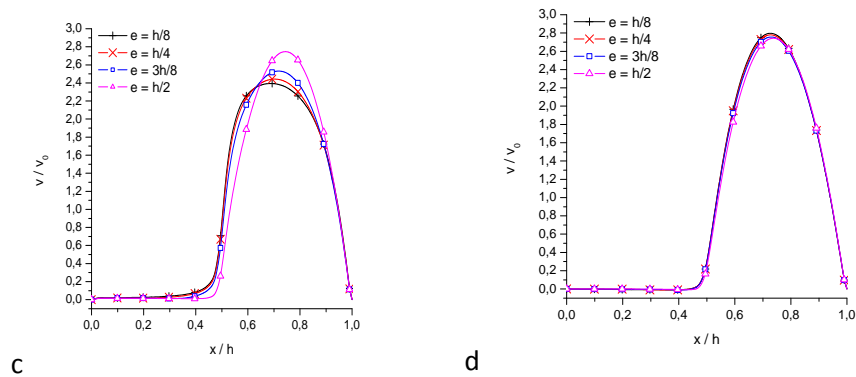 3,0
2,8
2,6
2,4
2,2
2,0
1,8
1,6
1,4
1,2
1,0
0,8
0,6
0,4
0,2
0,0
v / v0
e = h/8
e = h/4
e = 3h/8
e = h/2
0,0 0,2 0,4 0,6 0,8 1,0
x / h
c
3,0
2,8
2,6
2,4
2,2
2,0
1,8
1,6
1,4
1,2
1,0
0,8
0,6
0,4
0,2
0,0
v / v0
e = h/8
e = h/4
e = 3h/8
e = h/2
0,0 0,2 0,4 0,6 0,8 1,0
x / h
d